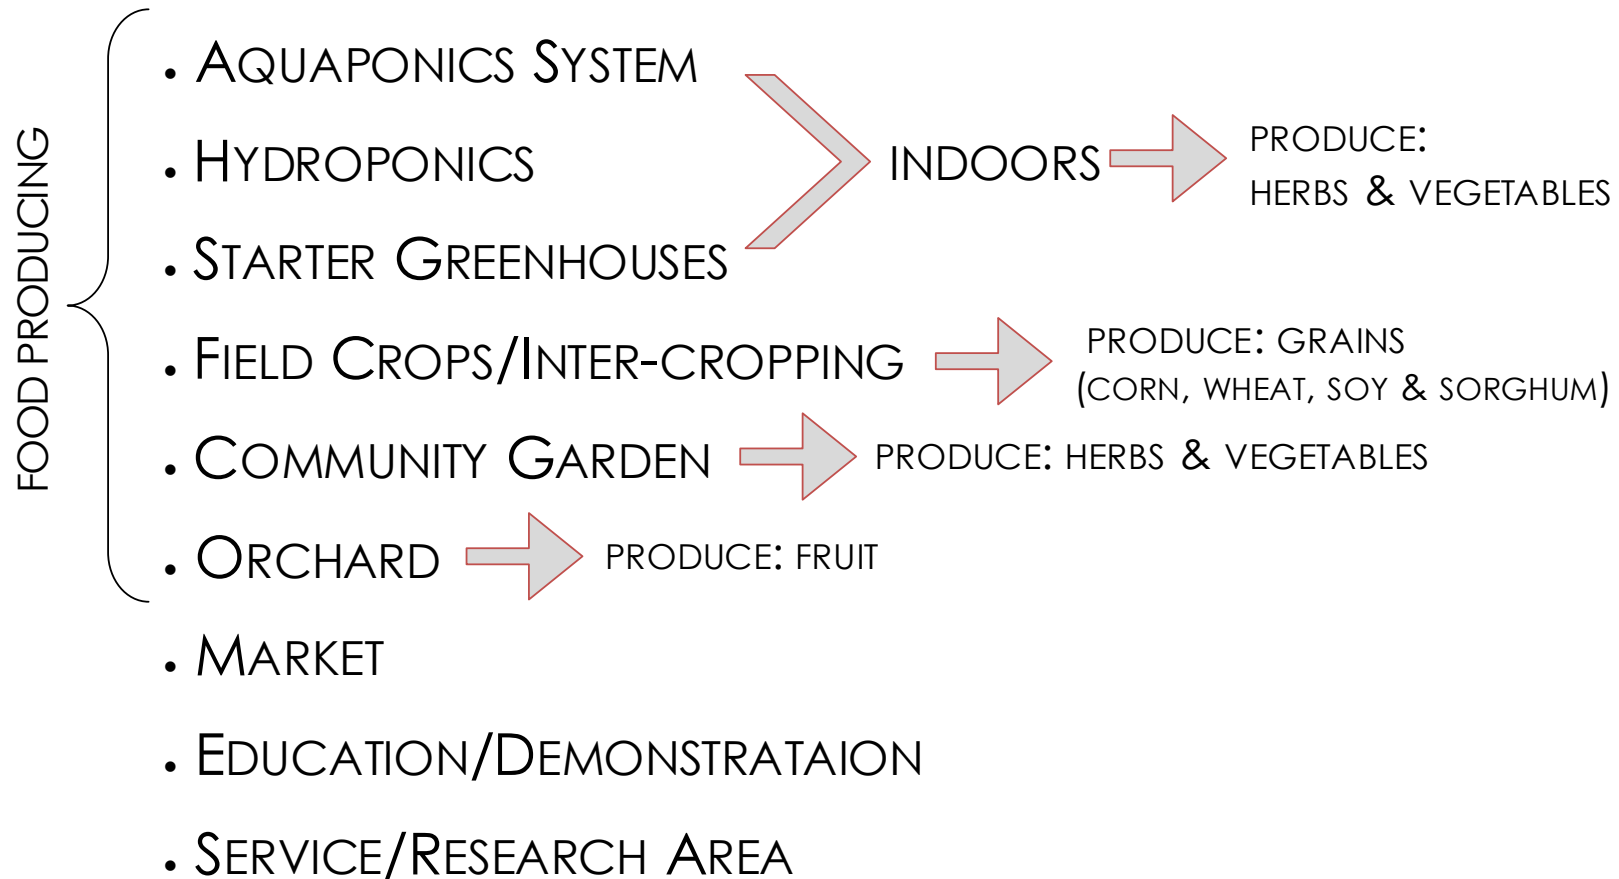 FOOD PRODUCING
• AQUAPONICS SYSTEM
• HYDROPONICS
• STARTER GREENHOUSES
INDOORS
PRODUCE:
HERBS & VEGETABLES
• FIELD CROPS/INTER-CROPPING
PRODUCE: GRAINS
(CORN, WHEAT, SOY & SORGHUM)
• COMMUNITY GARDEN
PRODUCE: HERBS & VEGETABLES
• ORCHARD
PRODUCE: FRUIT
• MARKET
• EDUCATION/DEMONSTRATAION
• SERVICE/RESEARCH AREA